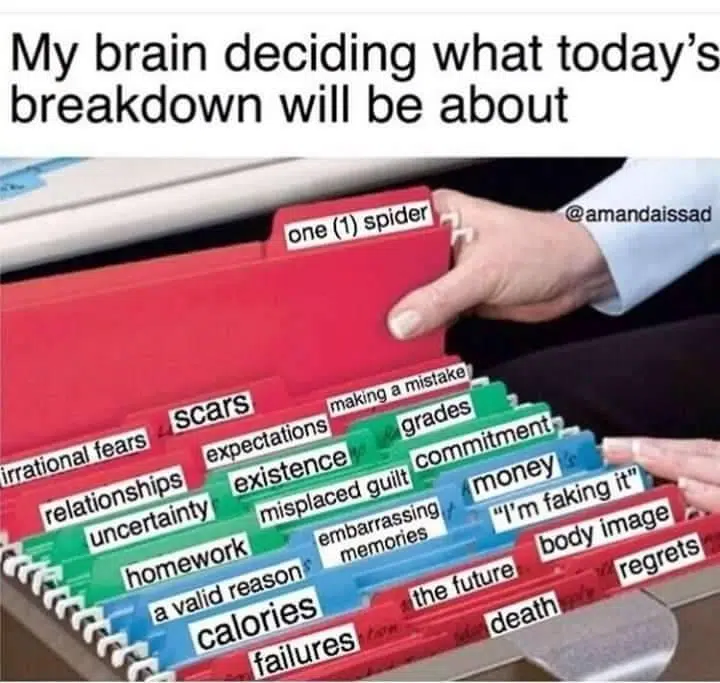 My brain deciding what today's
breakdown will be about
@amandaissad
one (1) spider
making a mistake
scars
irrational fears
expectations
grades
relationships
existence
commitment
uncertainty
misplaced guilt
money
homework
embarrassing
memories
"I'm faking it"
a valid reason
body image
calories
the future
regrets
failures
death